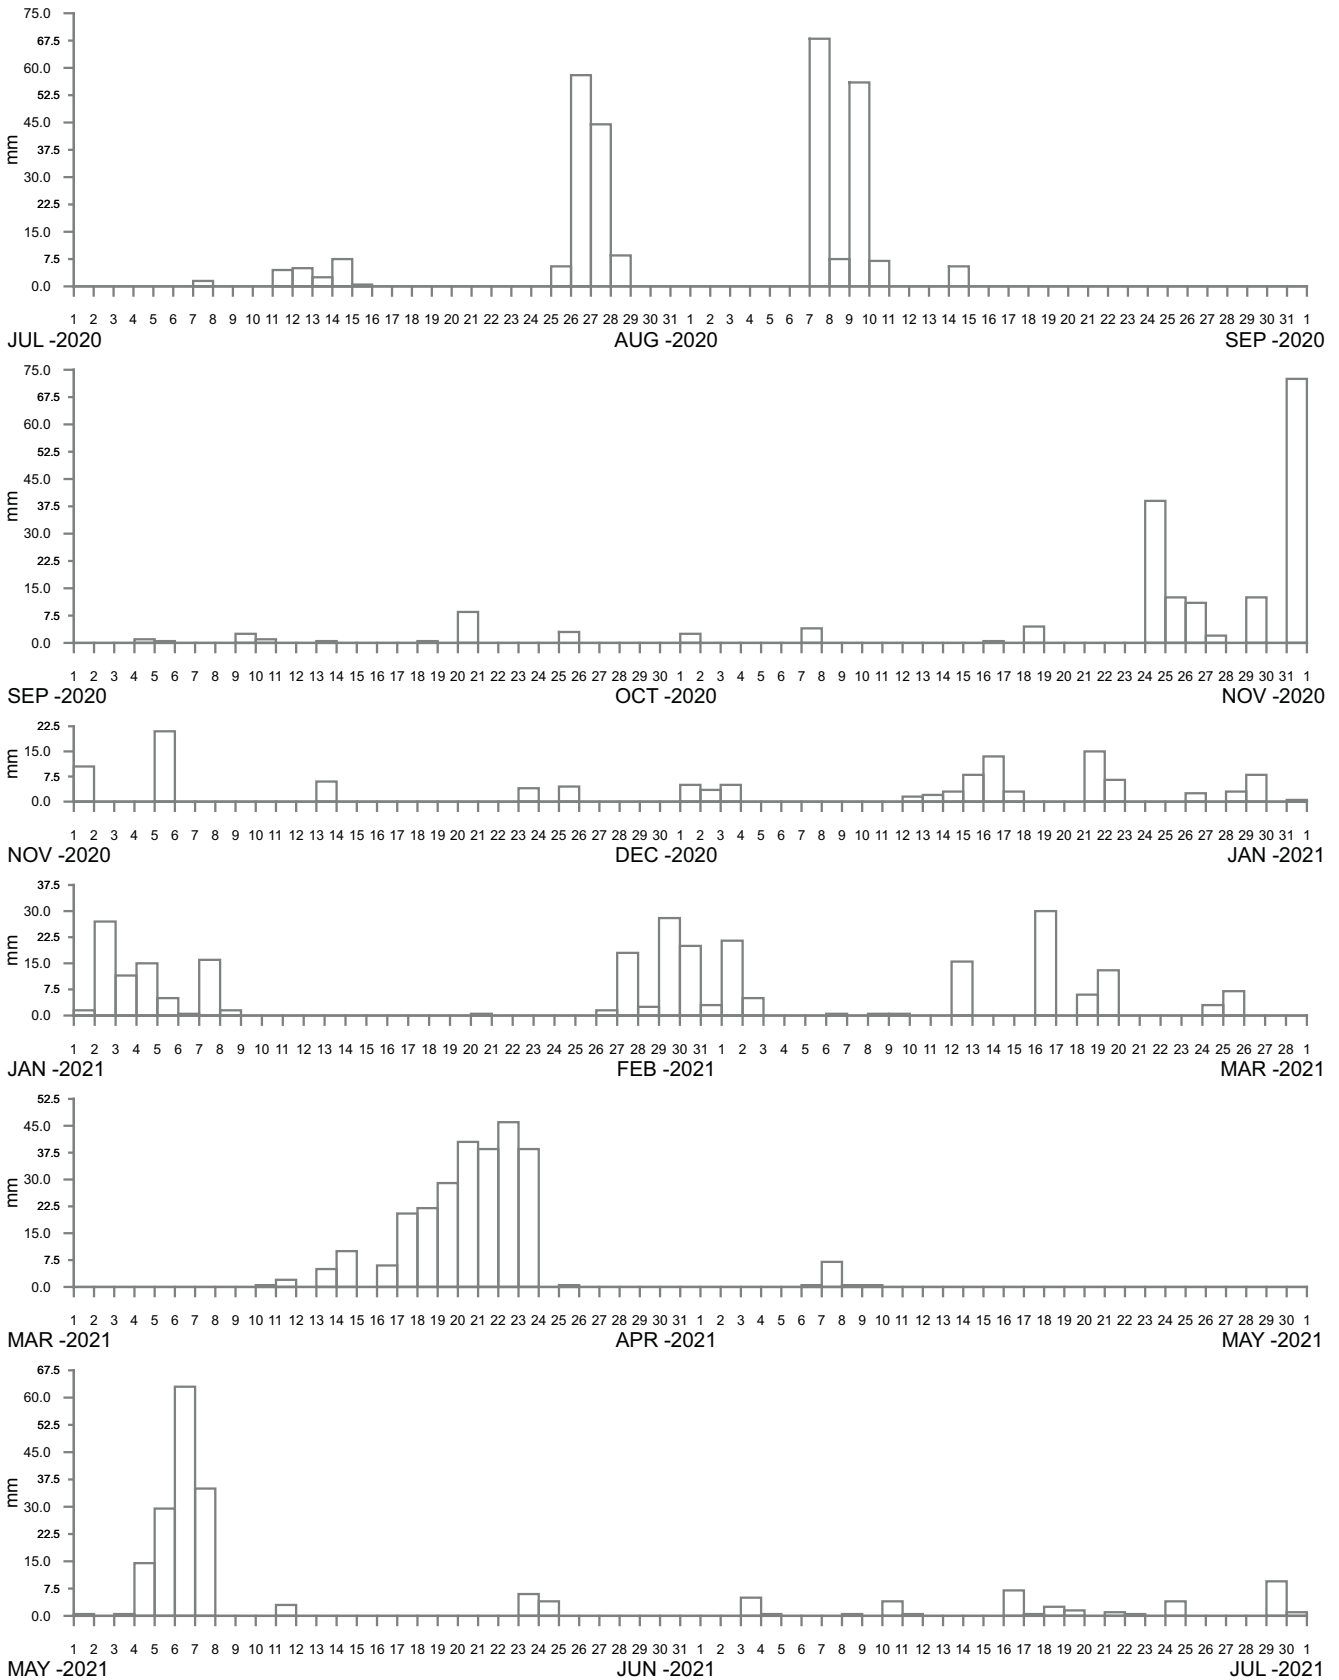 75.0
67.5
60.0
52.5
45.0
37.5
30.0
22.5
15.0
7.5
0.0
mm
1 2 3 4 5 6 7 8 9 10 11 12 13 14 15 16 17 18 19 20 21 22 23 24 25 26 27 28 29 30 31 1 2 3 4 5 6 7 8 9 10 11 12 13 14 15 16 17 18 19 20 21 22 23 24 25 26 27 28 29 30 31 1
JUL -2020 AUG -2020 SEP -2020
75.0
67.5
60.0
52.5
45.0
37.5
30.0
22.5
15.0
7.5
0.0
mm
1 2 3 4 5 6 7 8 9 10 11 12 13 14 15 16 17 18 19 20 21 22 23 24 25 26 27 28 29 30 1 2 3 4 5 6 7 8 9 10 11 12 13 14 15 16 17 18 19 20 21 22 23 24 25 26 27 28 29 30 31 1
SEP -2020 OCT -2020 NOV -2020
22.5
15.0
7.5
0.0
mm
1 2 3 4 5 6 7 8 9 10 11 12 13 14 15 16 17 18 19 20 21 22 23 24 25 26 27 28 29 30 1 2 3 4 5 6 7 8 9 10 11 12 13 14 15 16 17 18 19 20 21 22 23 24 25 26 27 28 29 30 31 1
NOV -2020 DEC -2020 JAN -2021
37.5
30.0
22.5
15.0
7.5
0.0
mm
1 2 3 4 5 6 7 8 9 10 11 12 13 14 15 16 17 18 19 20 21 22 23 24 25 26 27 28 29 30 31 1 2 3 4 5 6 7 8 9 10 11 12 13 14 15 16 17 18 19 20 21 22 23 24 25 26 27 28 1
JAN -2021 FEB -2021 MAR -2021
52.5
45.0
37.5
30.0
22.5
15.0
7.5
0.0
mm
1 2 3 4 5 6 7 8 9 10 11 12 13 14 15 16 17 18 19 20 21 22 23 24 25 26 27 28 29 30 31 1 2 3 4 5 6 7 8 9 10 11 12 13 14 15 16 17 18 19 20 21 22 23 24 25 26 27 28 29 30 1
MAR -2021 APR -2021 MAY -2021
67.5
60.0
52.5
45.0
37.5
30.0
22.5
15.0
7.5
0.0
mm
1 2 3 4 5 6 7 8 9 10 11 12 13 14 15 16 17 18 19 20 21 22 23 24 25 26 27 28 29 30 31 1 2 3 4 5 6 7 8 9 10 11 12 13 14 15 16 17 18 19 20 21 22 23 24 25 26 27 28 29 30 1
MAY -2021 JUN -2021 JUL -2021